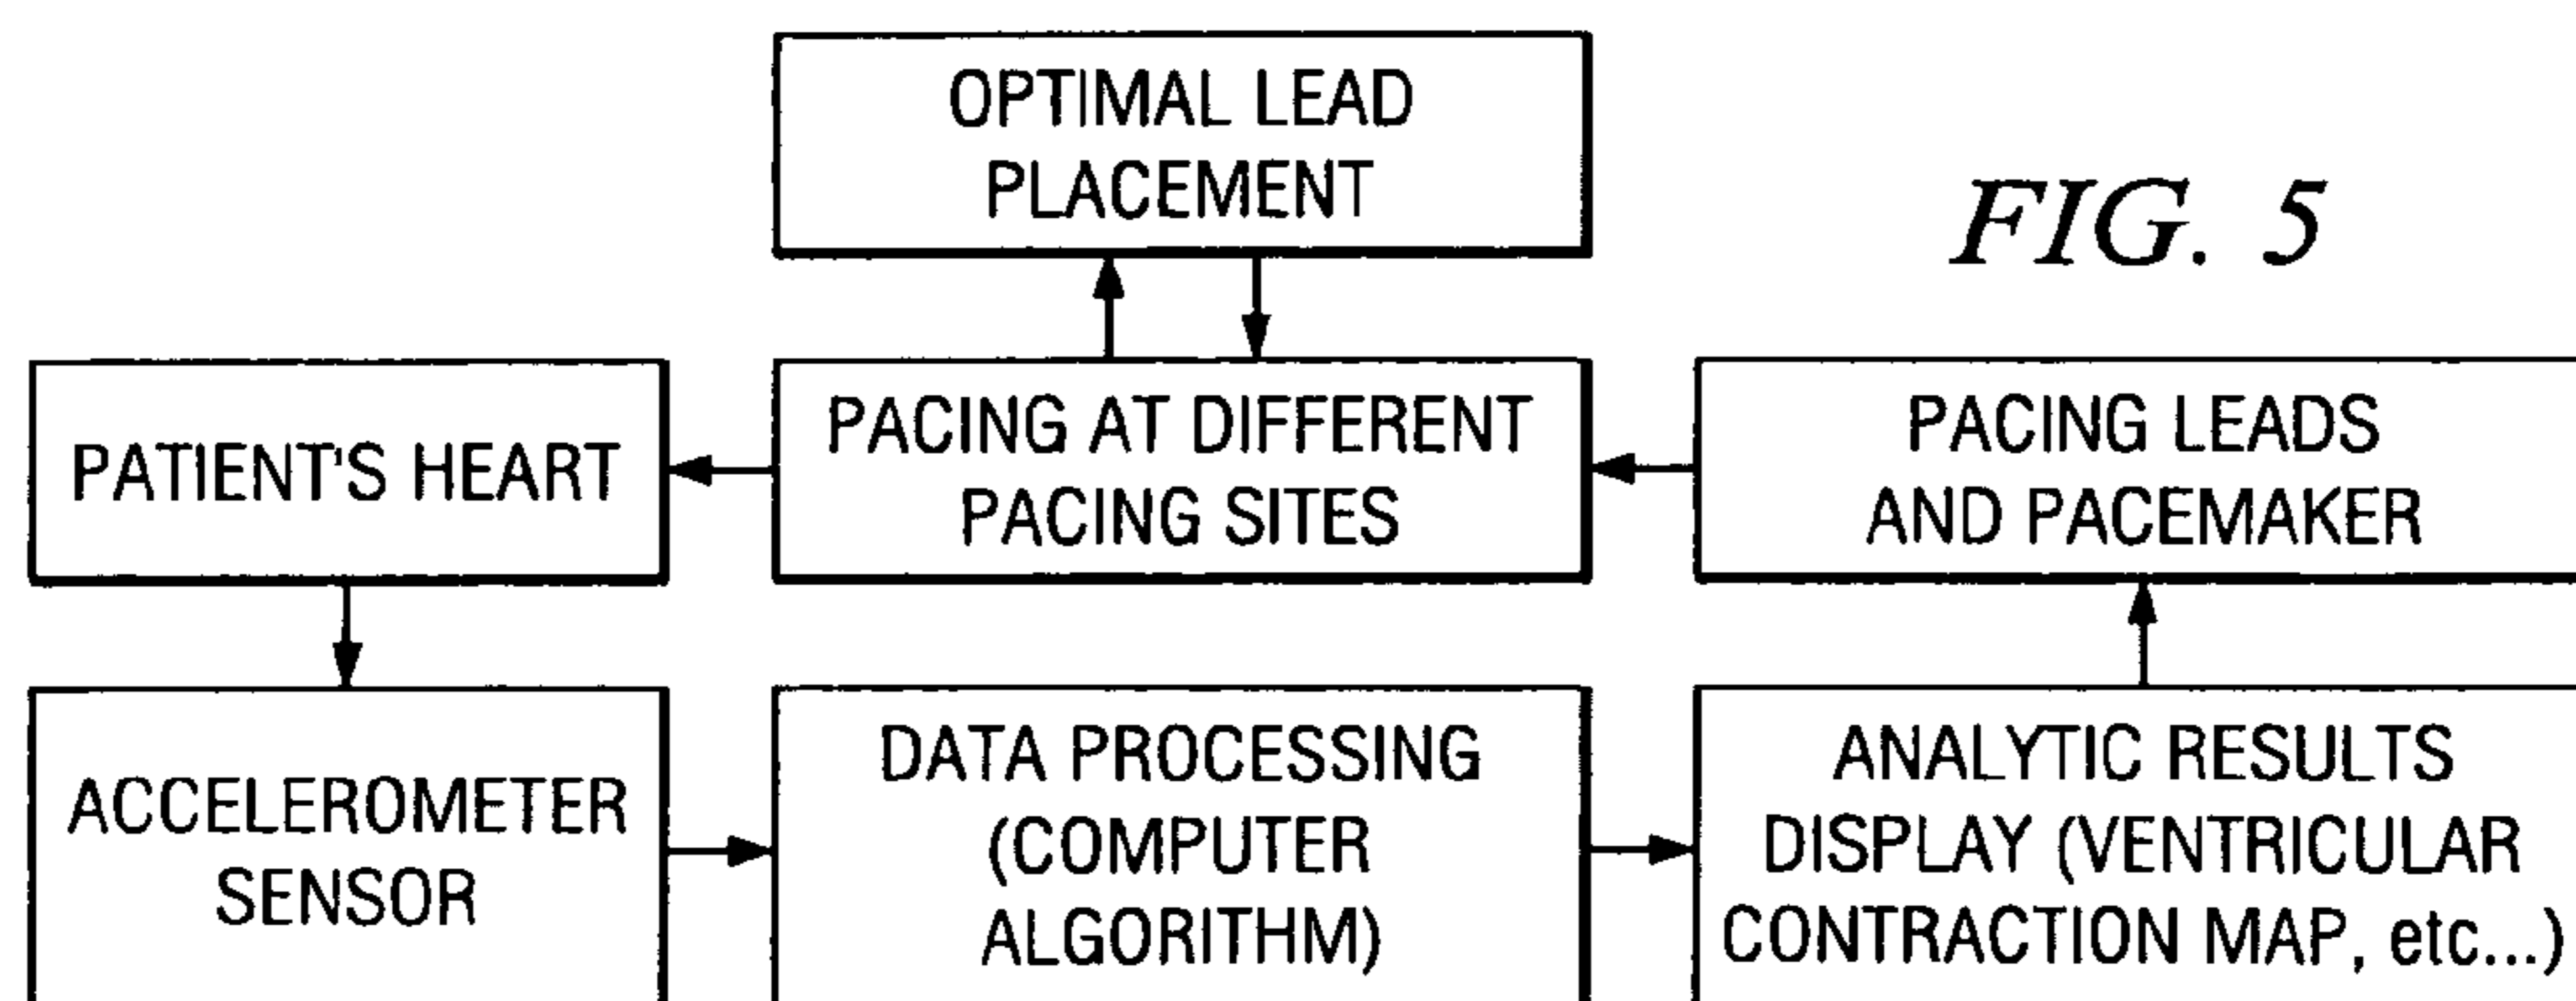 OPTIMAL LEAD
PLACEMENT
FIG. 5
PATIENT'S HEART
PACING AT DIFFERENT
PACING SITES
PACING LEADS
AND PACEMAKER
ACCELEROMETER
SENSOR
DATA PROCESSING
(COMPUTER
ALGORITHM)
ANALYTIC RESULTS
DISPLAY (VENTRICULAR
CONTRACTION MAP, etc...)